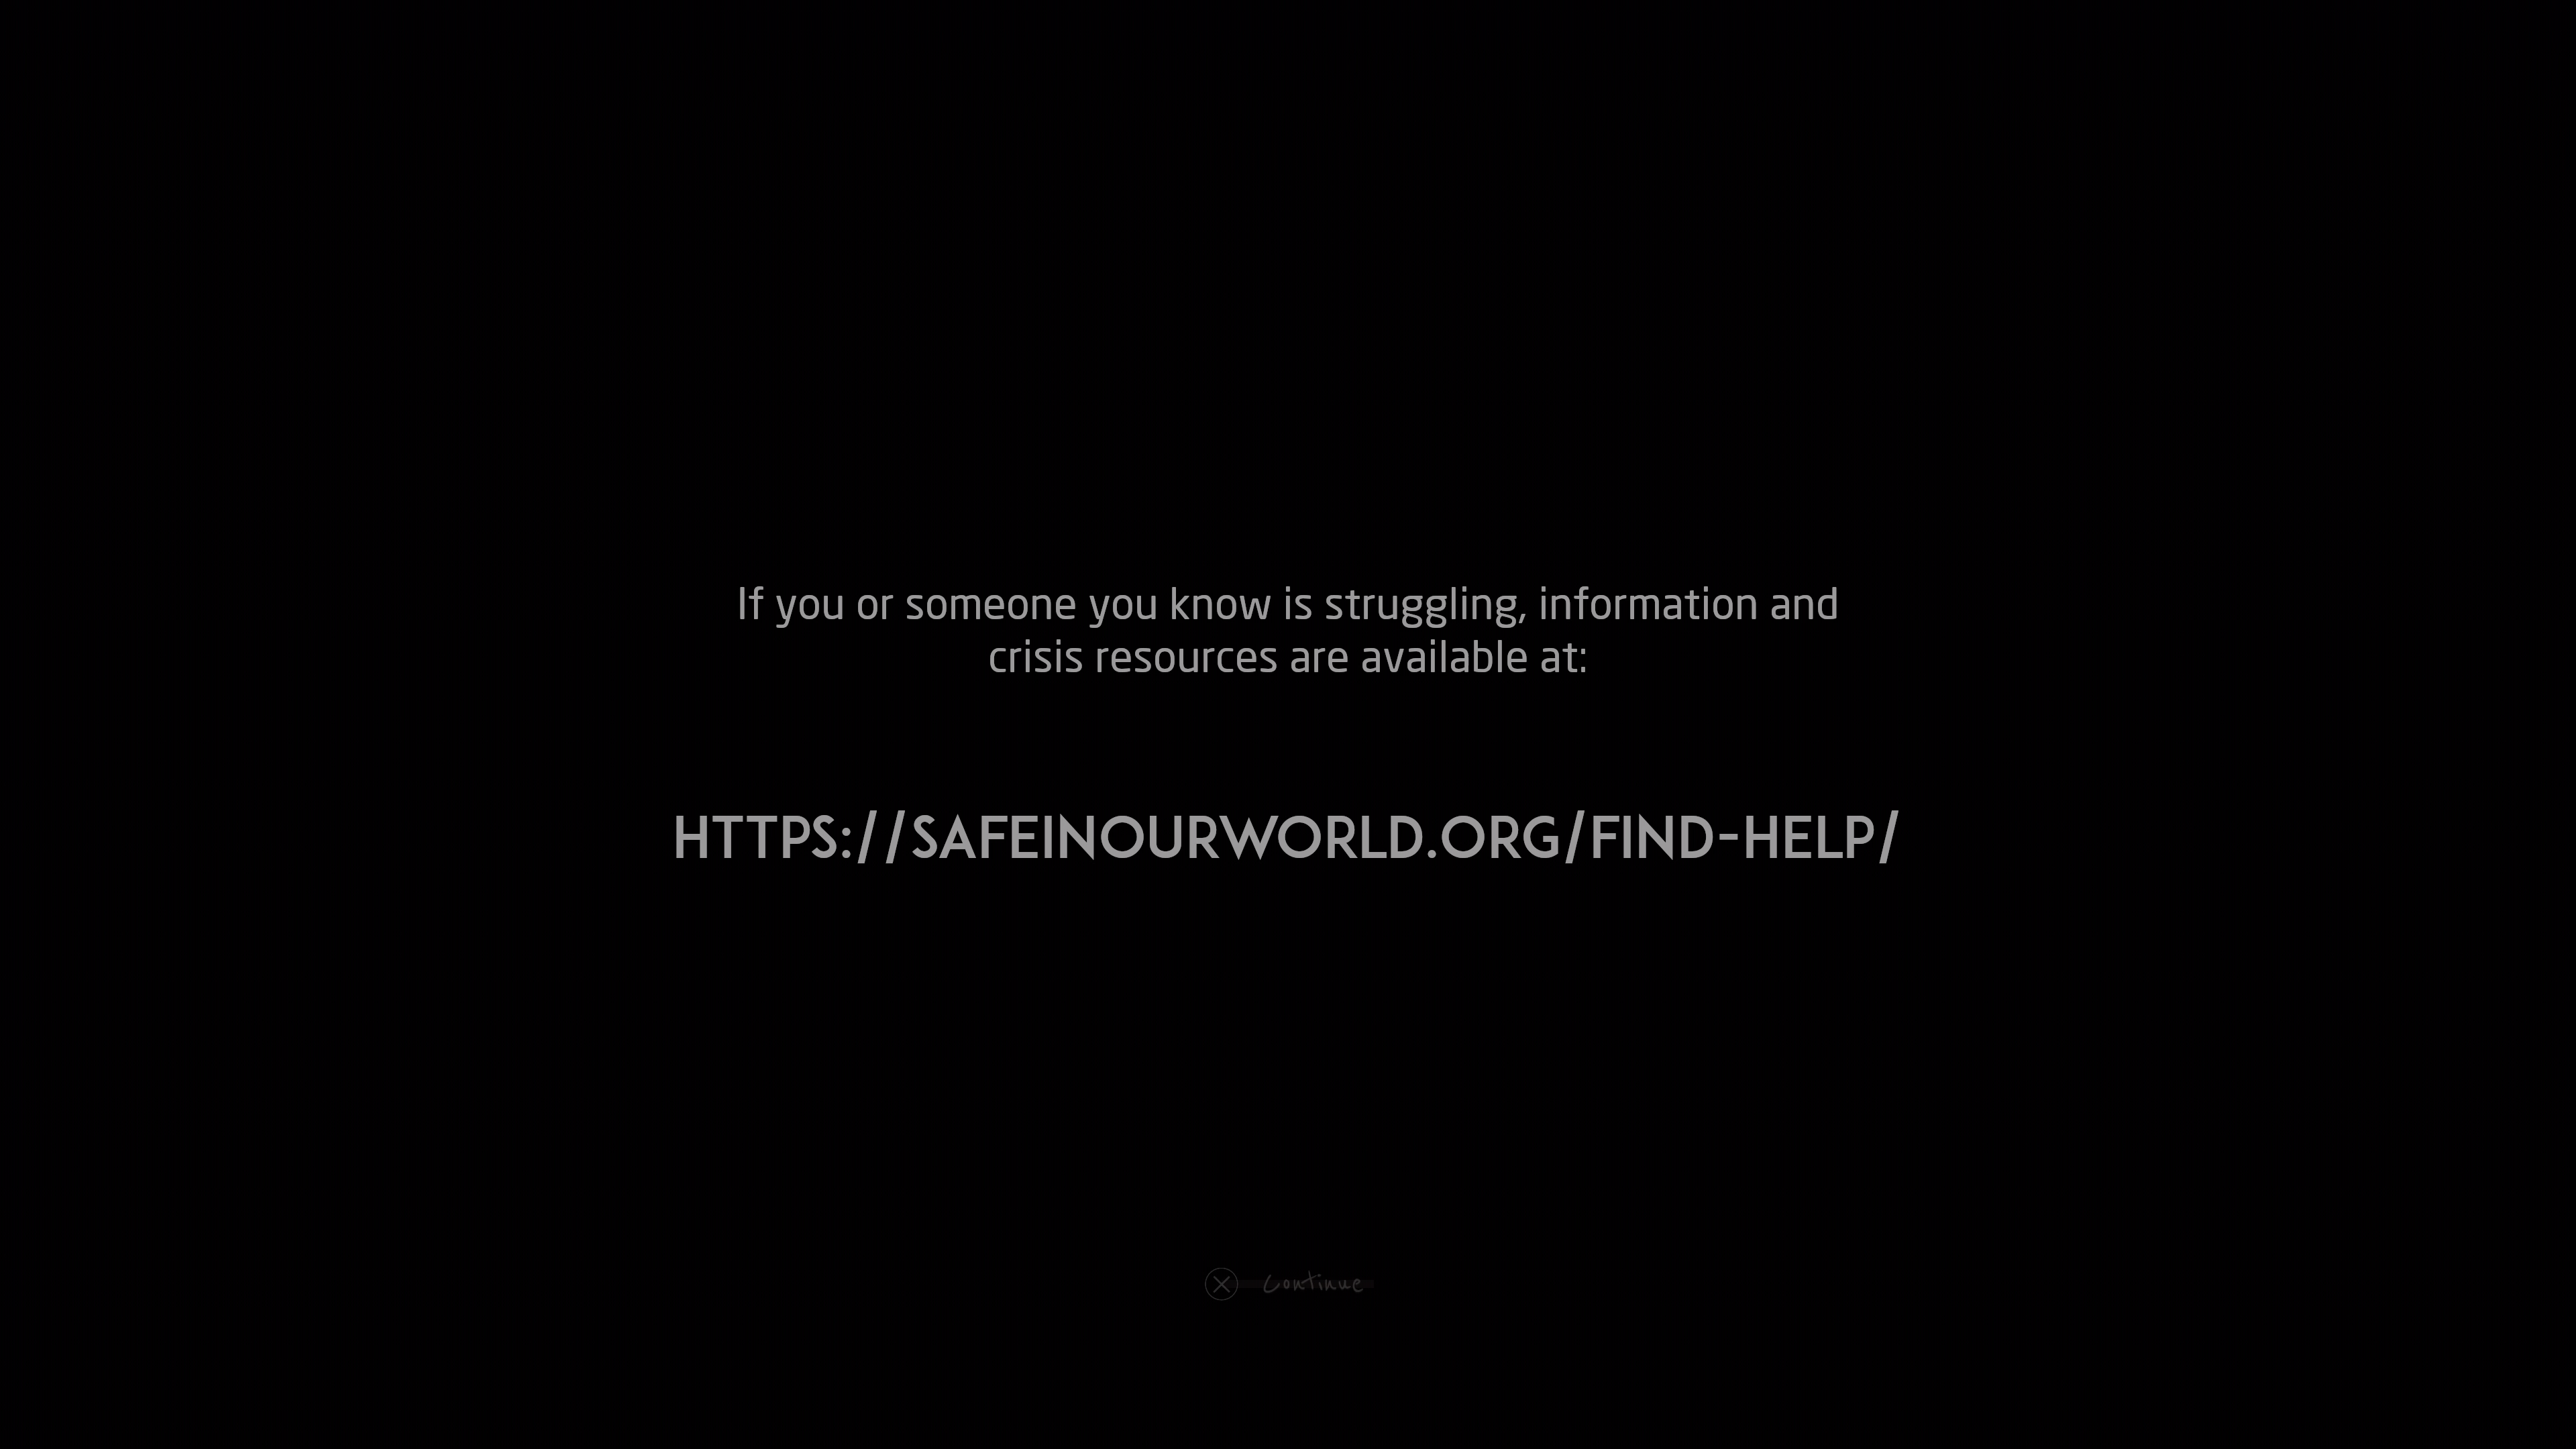 If you or someone you know is struggling, information and
crisis resources are available at:
HTTPS://SAFEINOURWORLD.ORG/FIND-HELP/
Continue